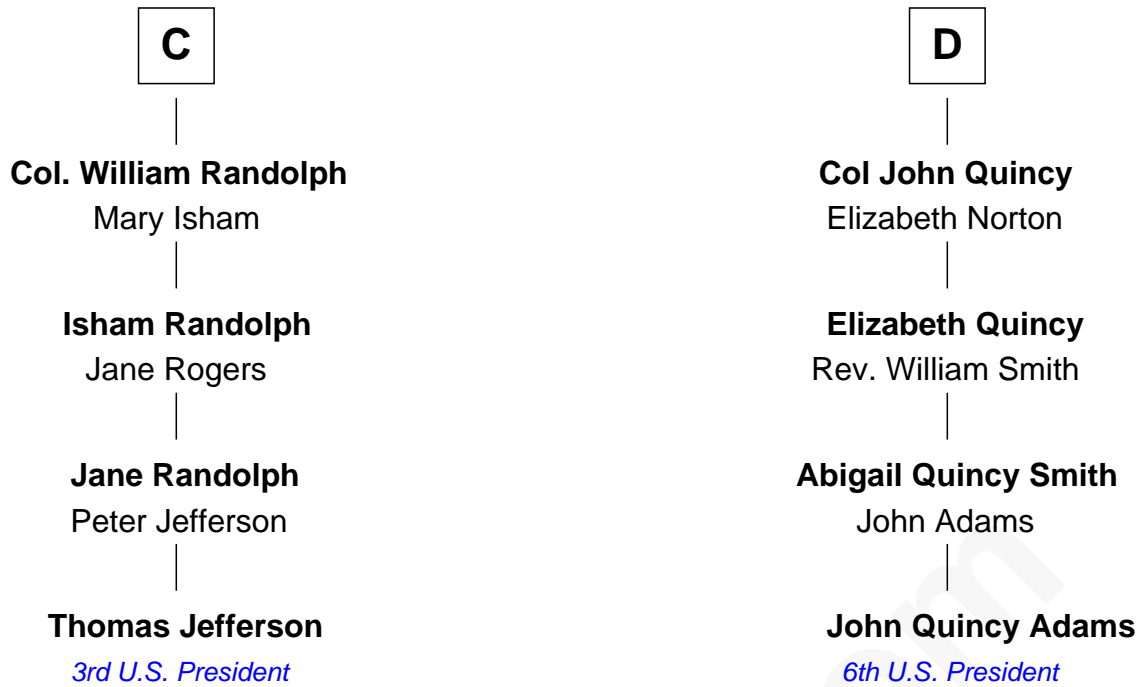 C
Col. William Randolph
Mary Isham
Isham Randolph
Jane Rogers
Jane Randolph
Peter Jefferson
Thomas Jefferson
3rd U.S. President
D
Col John Quincy
Elizabeth Norton
Elizabeth Quincy
Rev. William Smith
Abigail Quincy Smith
John Adams
John Quincy Adams
6th U.S. President